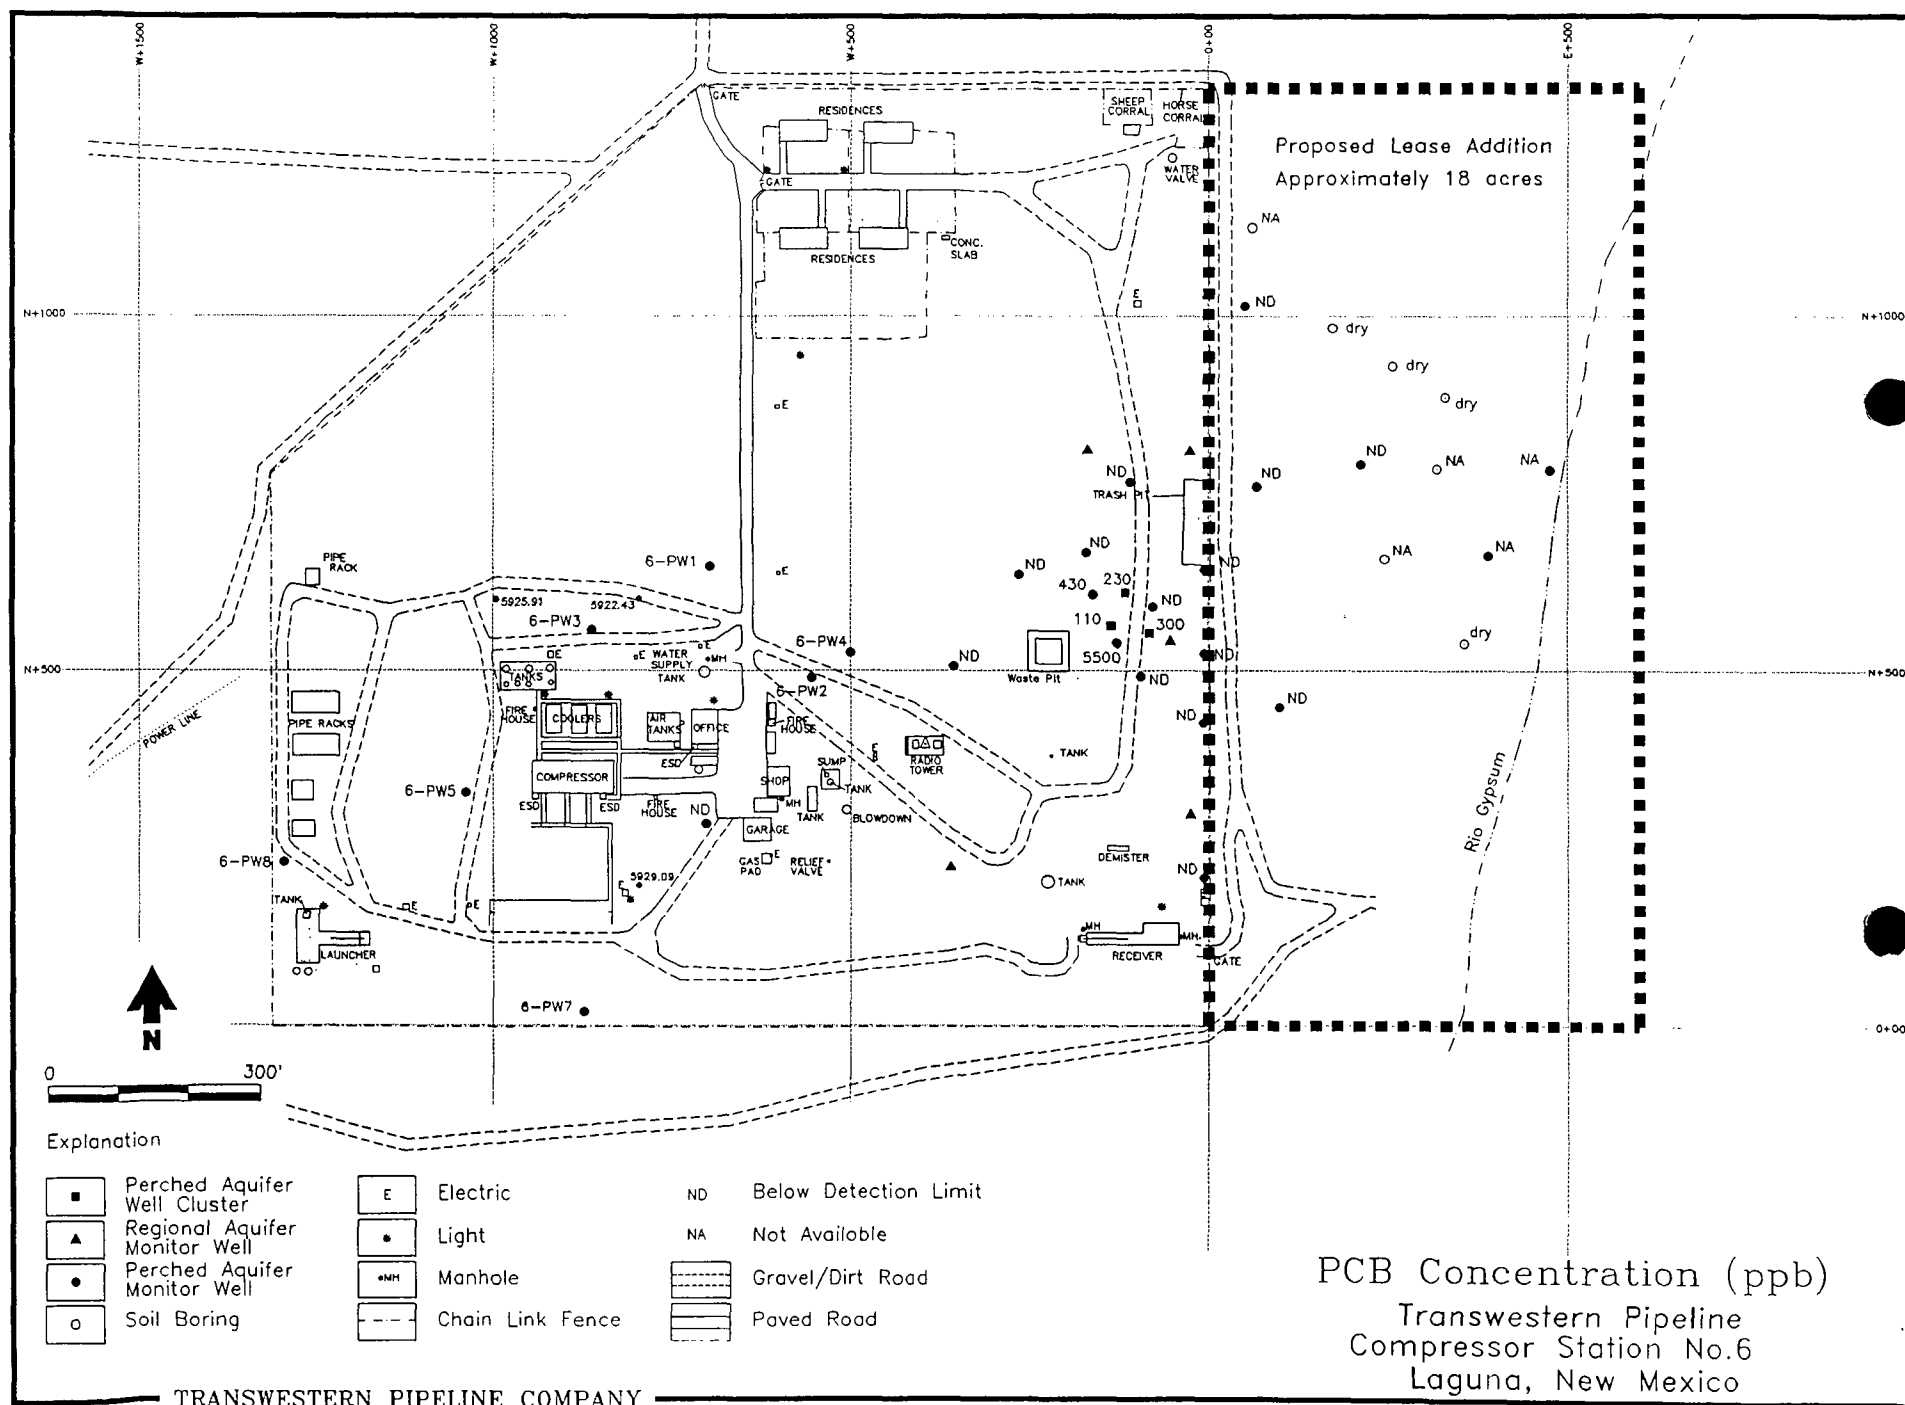 W+1500
W+1000
W+500
0+00
E+500
GATE
RESIDENCES
SHEEP
CORRAL
HORSE
CORRAL
Proposed Lease Addition
Approximately 18 acres
WATER
VALVE
GATE
NA
RESIDENCES
CONC.
SLAB
E
ND
N+1000
N+1000
dry
dry
E
dry
ND
ND
NA
NA
ND
TRASH PIT
PIPE
RACK
6-PW1
E
ND
ND
ND
NA
NA
430
230
5925.91
5922.43
6-PW3
ND
110
300
6-PW4
dry
E
E
E
WATER
SUPPLY
TANK
MH
ND
5500
ND
N+500
N+500
TANKS
6-PW2
Waste Pit
ND
POWER LINE
PIPE RACKS
FIRE
HOUSE
COOLERS
AIR
TANKS
OFFICE
FIRE
HOUSE
ND
ND
E
ESD
RADIO
TOWER
TANK
COMPRESSOR
SHOP
SUMP
TANK
Rio Gypsum
6-PW5
ESD
ESD
FIRE
HOUSE
ND
MH
TANK
BLOWDOWN
GARAGE
6-PW8
GAS
PAD
E
RELIEF
VALVE
DEMISTER
ND
5929.09
E
TANK
TANK
E
E
MH
LAUNCHER
RECEIVER
MH
GATE
6-PW7
0+00
N
0
300'
Explanation
Perched Aquifer
Well Cluster
Regional Aquifer
Monitor Well
Perched Aquifer
Monitor Well
Soil Boring
E
Electric
Light
MH
Manhole
Chain Link Fence
ND
Below Detection Limit
NA
Not Available
Gravel/Dirt Road
Paved Road
PCB Concentration (ppb)
Transwestern Pipeline
Compressor Station No.6
Laguna, New Mexico
TRANSWESTERN PIPELINE COMPANY